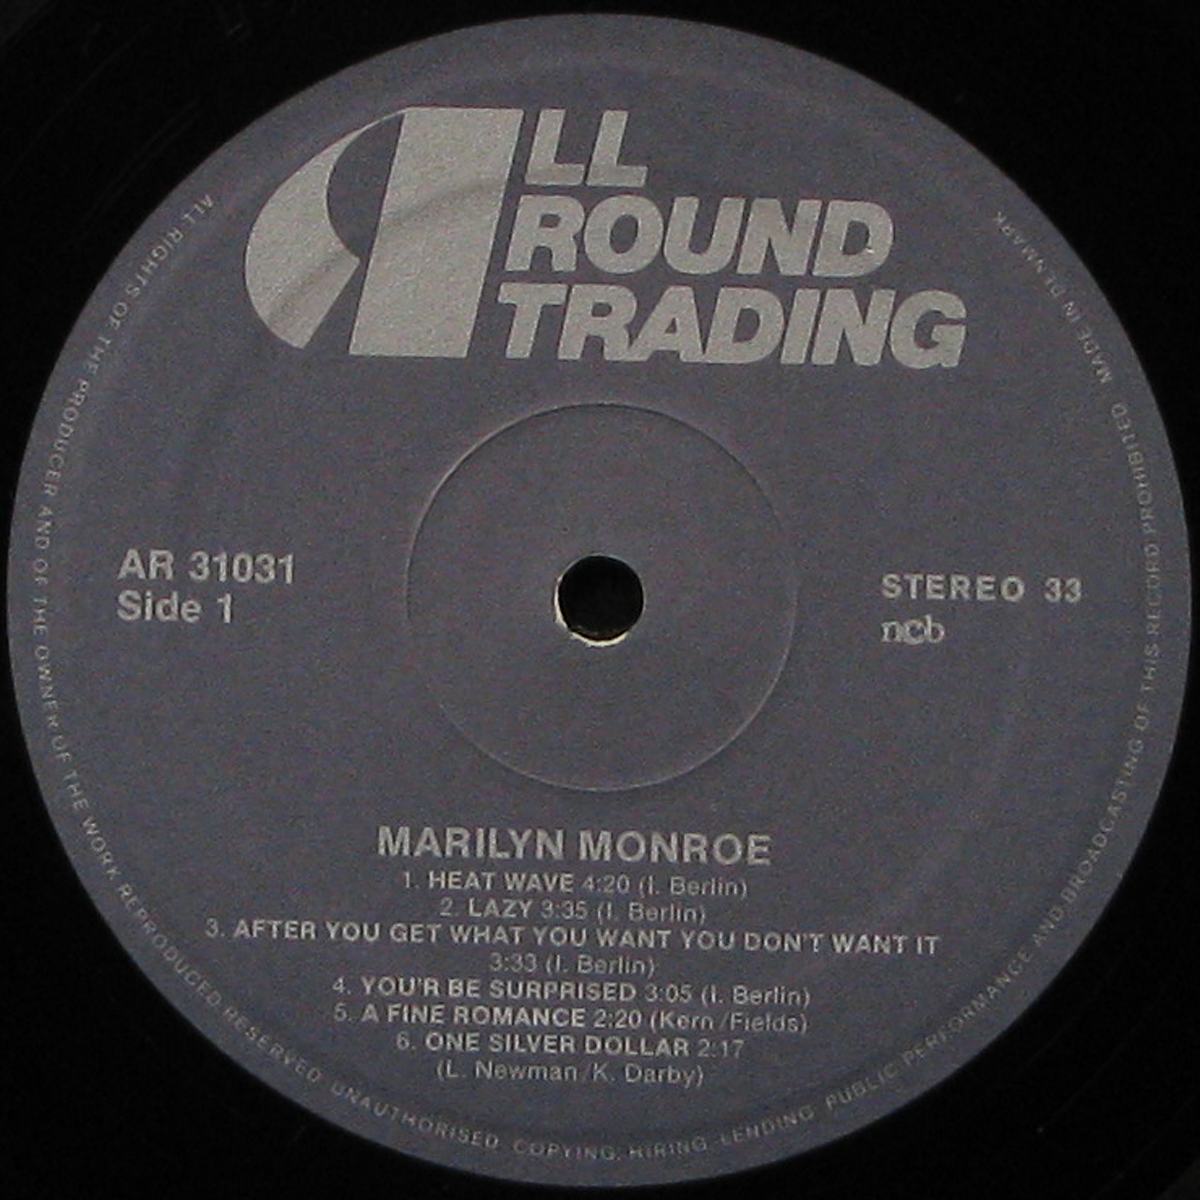 ALL
ROUND
TRADING
AR 31031
Side 1
STEREO 33
ncb
MARILYN MONROE
1. HEAT WAVE 4:20 (I. Berlin)
2. LAZY 3:35 (I. Berlin)
3. AFTER YOU GET WHAT YOU WANT YOU DON'T WANT IT
3:33 (I. Berlin)
4. YOU'R BE SURPRISED 3:05 (I. Berlin)
5. A FINE ROMANCE 2:20 (Kern/Fields)
6. ONE SILVER DOLLAR 2:17
(L. Newman/K. Darby)
ALL RIGHTS OF THE PRODUCER AND OF THE OWNER OF THE WORK REPRODUCED RESERVED UNAUTHORISED COPYING, HIRING LENDING PUBLIC PERFORMANCE AND BROADCASTING OF THIS RECORD PROHIBITED MADE IN DENMARK